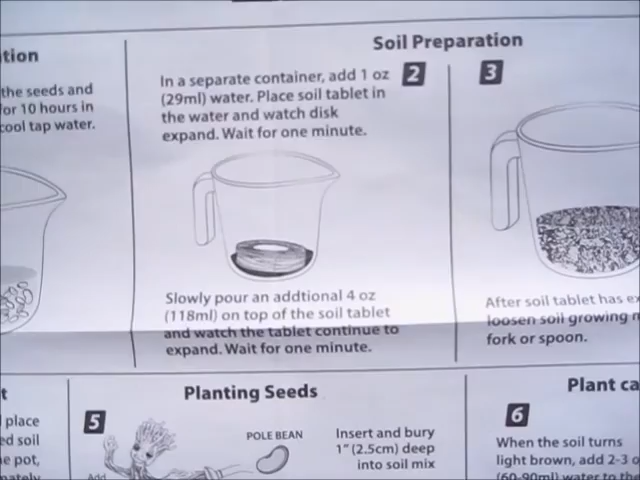 tion
the seeds and
for 10 hours in
cool tap water.
Soil Preparation
2
In a separate container, add 1 oz
(29ml) water. Place soil tablet in
the water and watch disk
expand. Wait for one minute.
Slowly pour an addtional 4 oz
(118ml) on top of the soil tablet
and watch the tablet continue to
expand. Wait for one minute.
3
After soil tablet has ex
loosen soil growing m
fork or spoon.
t
place
ed soil
e pot,
Planting Seeds
5
Add
POLE BEAN
Insert and bury
1" (2.5cm) deep
into soil mix
Plant ca
6
When the soil turns
light brown, add 2-3 o
(60-90ml) water to the